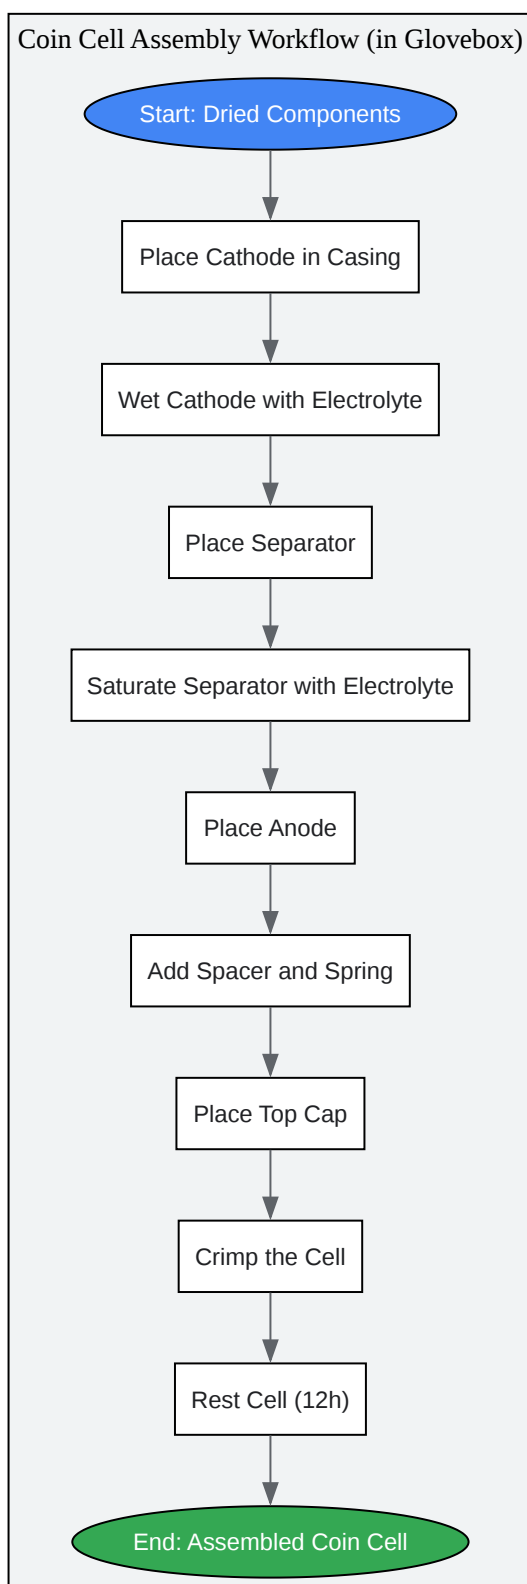 Coin Cell Assembly Workflow (in Glovebox)
Start: Dried Components
Place Cathode in Casing
Wet Cathode with Electrolyte
Place Separator
Saturate Separator with Electrolyte
Place Anode
Add Spacer and Spring
Place Top Cap
Crimp the Cell
Rest Cell (12h)
End: Assembled Coin Cell